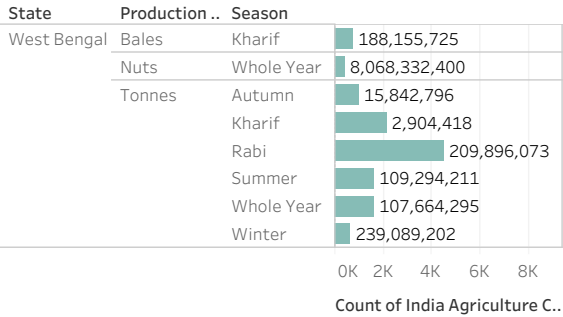 State Production .. Season
West Bengal Bales Kharif 188,155,725
Nuts Whole Year 8,068,332,400
Tonnes Autumn 15,842,796
Kharif 2,904,418
Rabi 209,896,073
Summer 109,294,211
Whole Year 107,664,295
Winter 239,089,202
0K 2K 4K 6K 8K
Count of India Agriculture C..